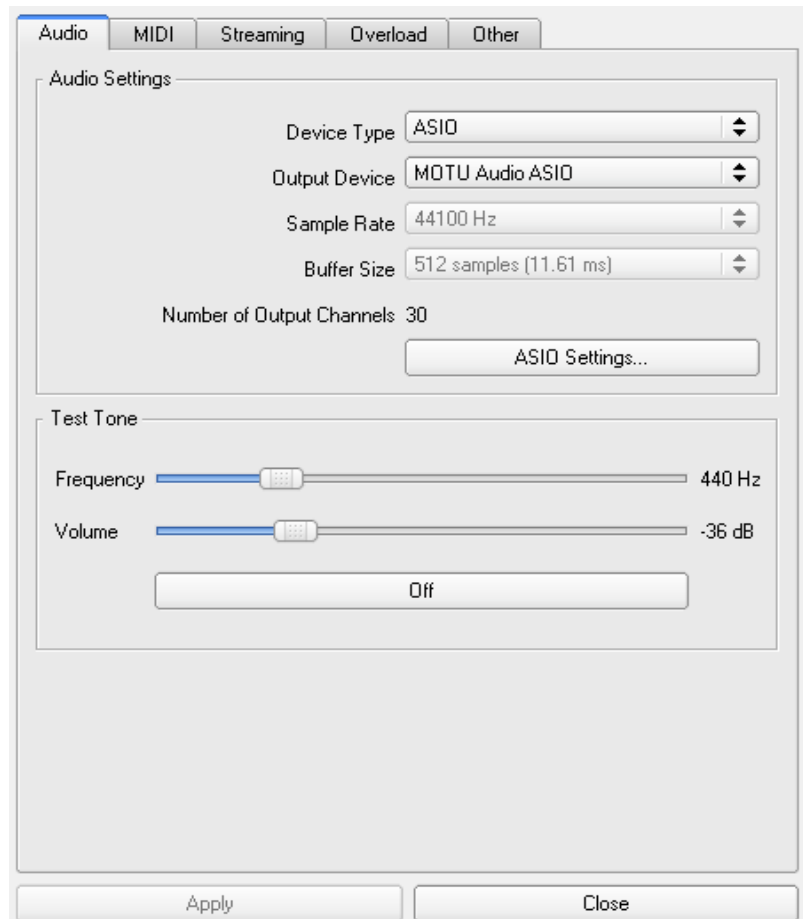 Audio MIDI Streaming Overload Other
Audio Settings
Device Type ASIO
Output Device MOTU Audio ASIO
Sample Rate 44100 Hz
Buffer Size 512 samples (11.61 ms)
Number of Output Channels 30
ASIO Settings...
Test Tone
Frequency 440 Hz
Volume -36 dB
Off
Apply Close